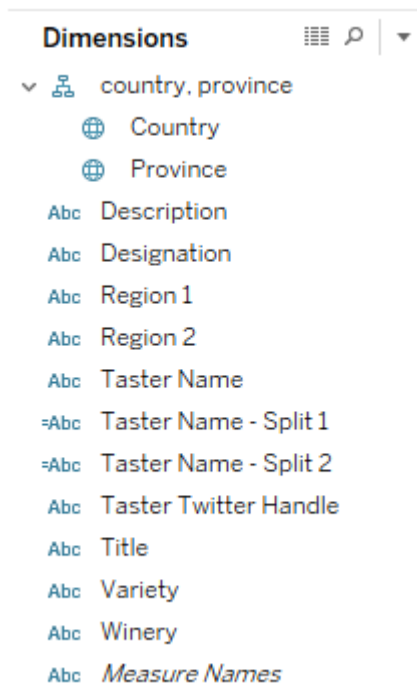 Dimensions
country, province
Country
Province
Abc Description
Abc Designation
Abc Region 1
Abc Region 2
Abc Taster Name
=Abc Taster Name - Split 1
=Abc Taster Name - Split 2
Abc Taster Twitter Handle
Abc Title
Abc Variety
Abc Winery
Abc Measure Names